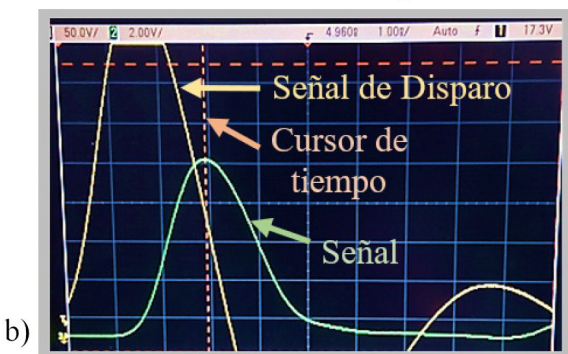 50.0V/ 2 2.00V/ 4.960s 1.00s/ Auto 1 17.3V
Señal de Disparo
Cursor de
tiempo
Señal
b)